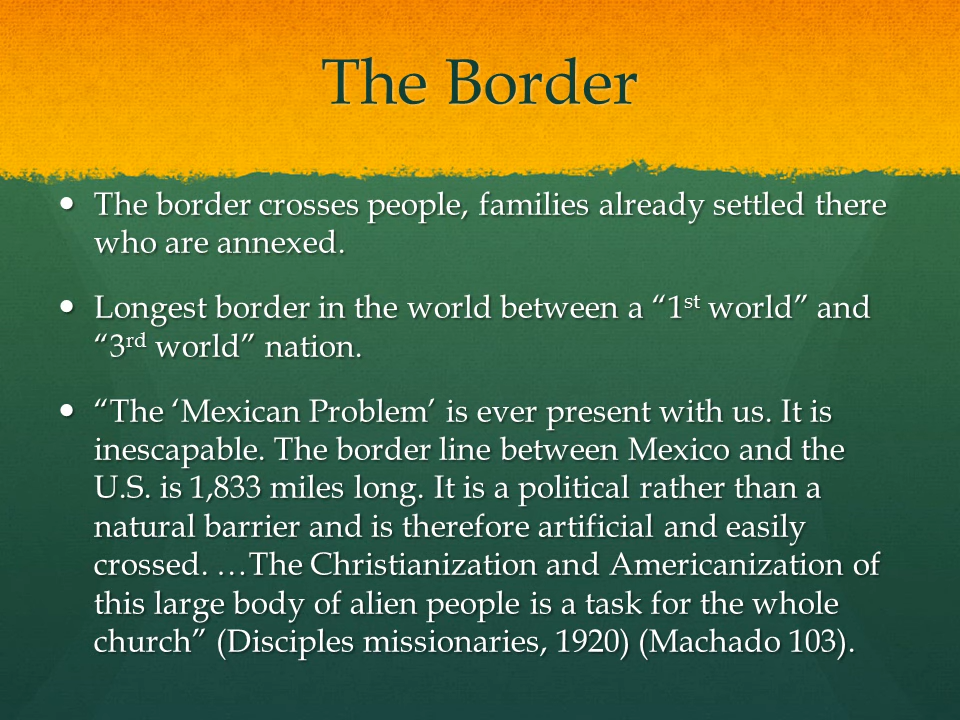 The Border
• The border crosses people, families already settled there
who are annexed.
• Longest border in the world between a “1st world” and
“3rd world” nation.
• “The ‘Mexican Problem’ is ever present with us. It is
inescapable. The border line between Mexico and the
U.S. is 1,833 miles long. It is a political rather than a
natural barrier and is therefore artificial and easily
crossed. …The Christianization and Americanization of
this large body of alien people is a task for the whole
church” (Disciples missionaries, 1920) (Machado 103).